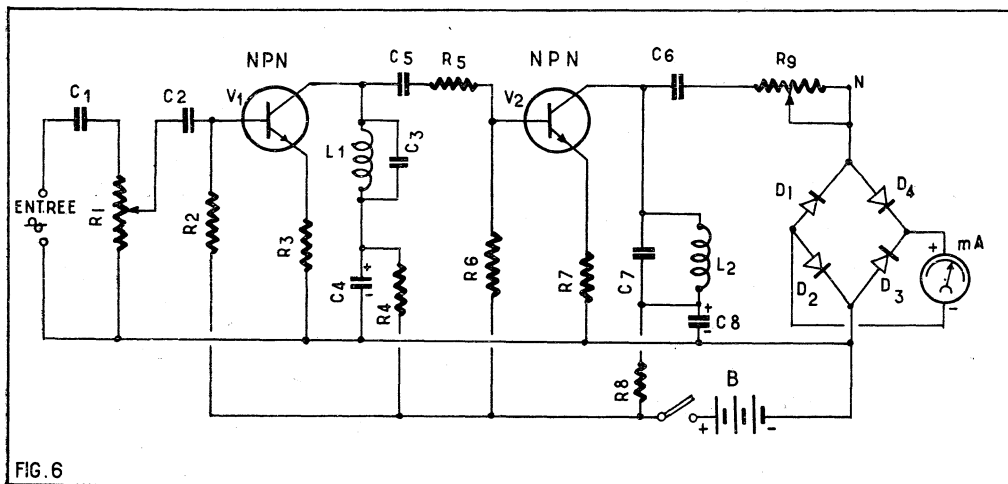 NPN
NPN
C1
C2
V1
C5
R5
V2
C6
R9
N
ENTREE
R1
R2
R3
L1
C3
C4
+
-
R4
R6
R7
C7
L2
+
-
C8
D1
D4
D2
D3
+
mA
-
R8
B
+
-
FIG.6